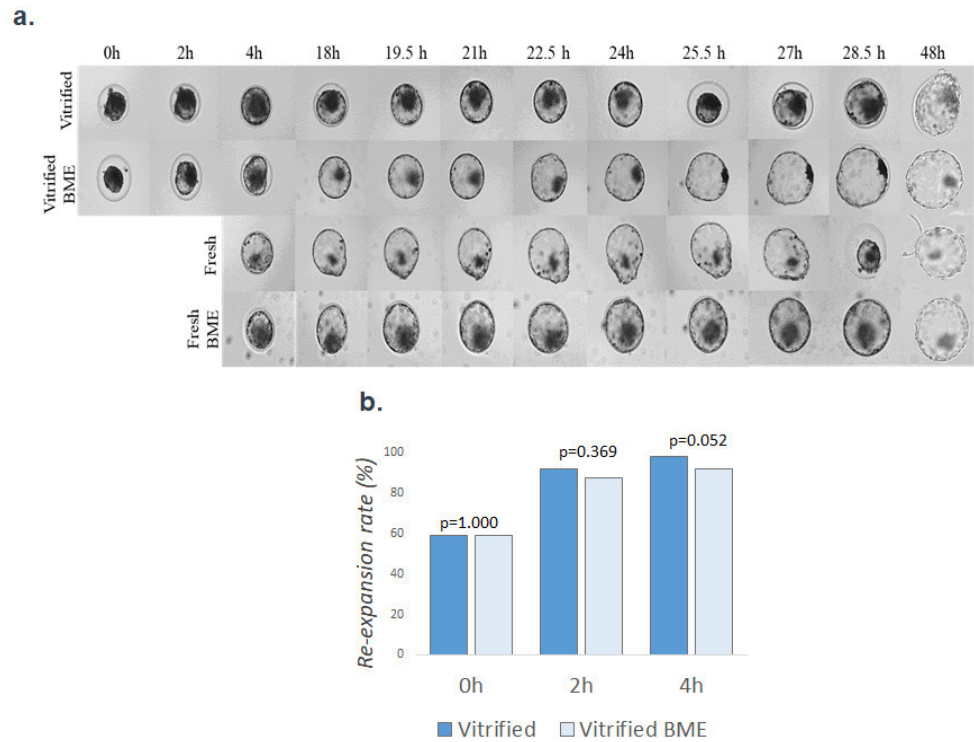 a.
0h 2h 4h 18h 19.5 h 21h 22.5 h 24h 25.5 h 27h 28.5 h 48h
Vitrified
Vitrified
BME
Fresh
Fresh
BME
b.
Re-expansion rate (%)
100
80
60
40
20
0
p=1.000
p=0.369
p=0.052
0h 2h 4h
Vitrified Vitrified BME